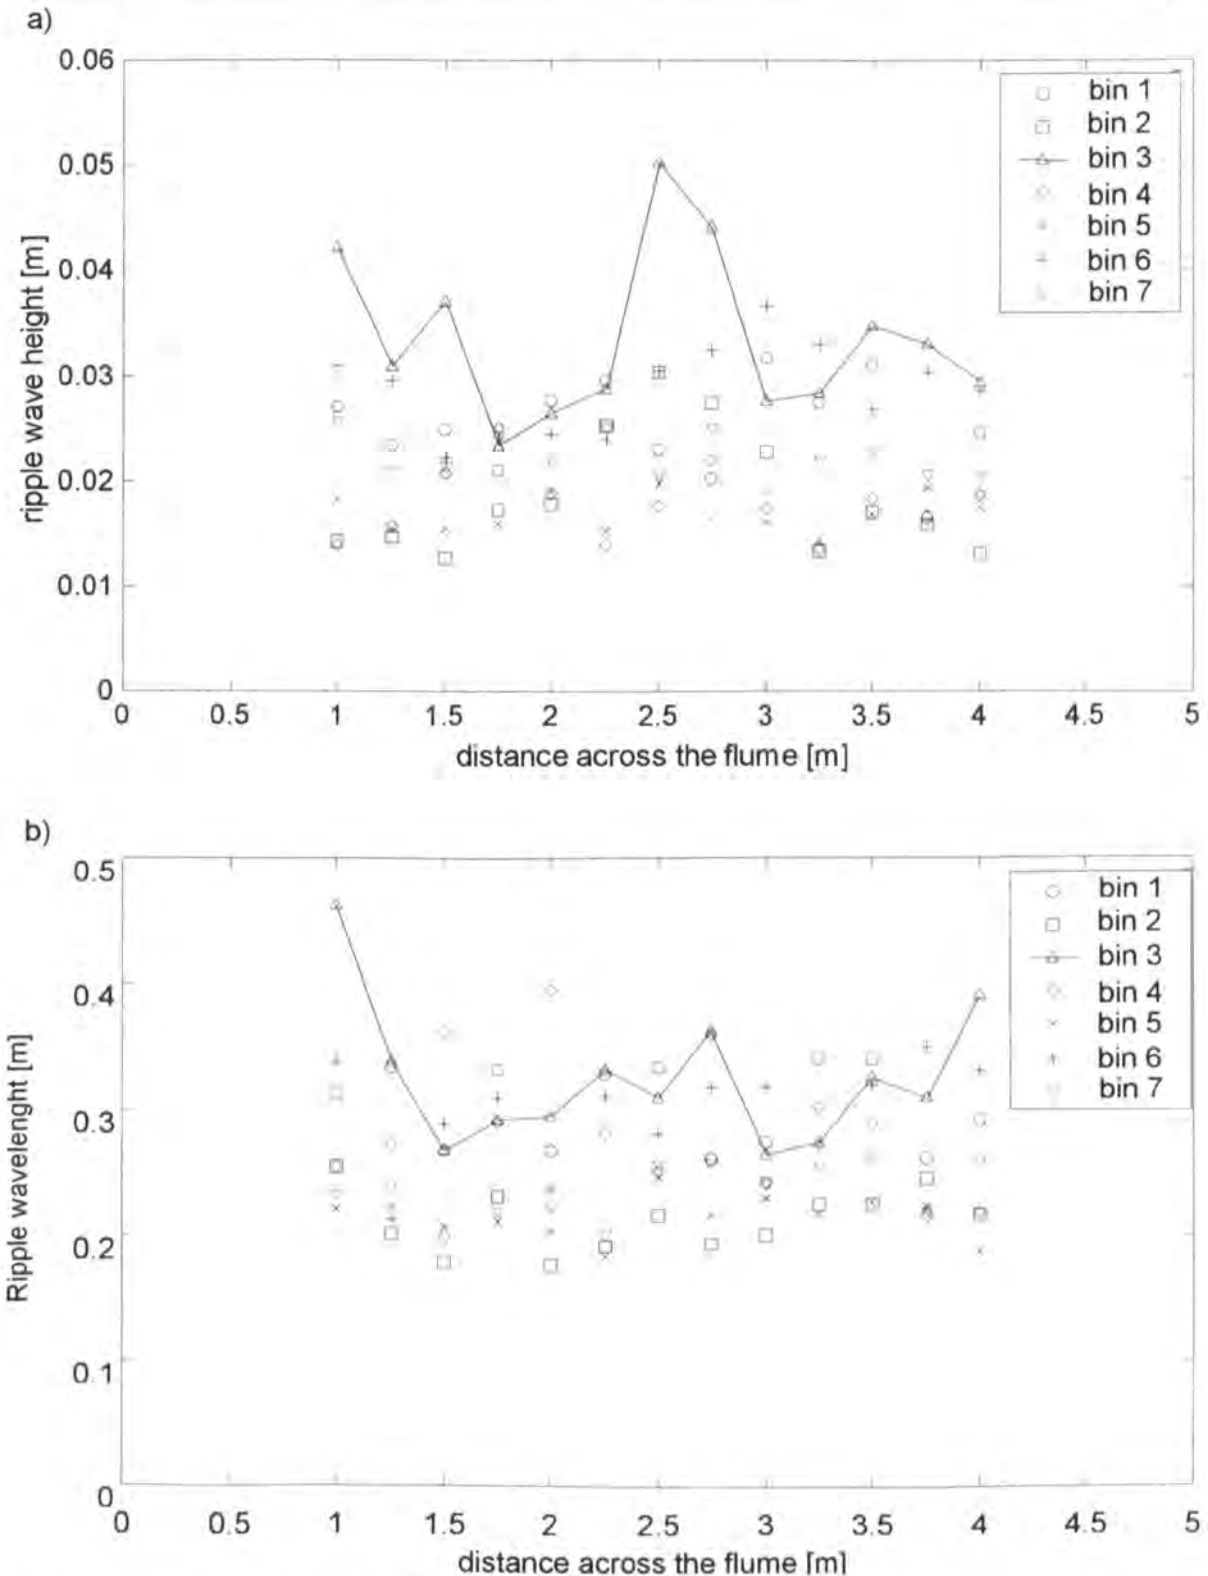 a)
0.06
0.05
0.04
0.03
0.02
0.01
0
ripple wave height [m]
0 0.5 1 1.5 2 2.5 3 3.5 4 4.5 5
distance across the flume [m]
bin 1
bin 2
bin 3
bin 4
bin 5
bin 6
bin 7
b)
0.5
0.4
0.3
0.2
0.1
0
Ripple wavelenght [m]
0 0.5 1 1.5 2 2.5 3 3.5 4 4.5 5
distance across the flume [m]
bin 1
bin 2
bin 3
bin 4
bin 5
bin 6
bin 7